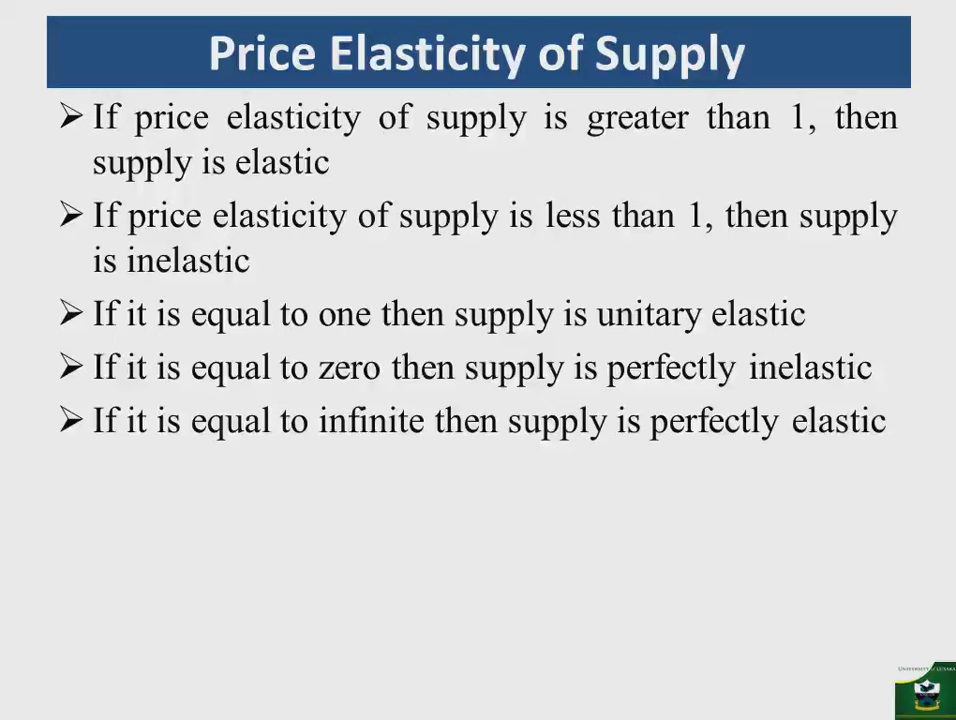 Price Elasticity of Supply
➢ If price elasticity of supply is greater than 1, then
supply is elastic
➢ If price elasticity of supply is less than 1, then supply
is inelastic
➢ If it is equal to one then supply is unitary elastic
➢ If it is equal to zero then supply is perfectly inelastic
➢ If it is equal to infinite then supply is perfectly elastic
UNIVERSITY of LUSAKA